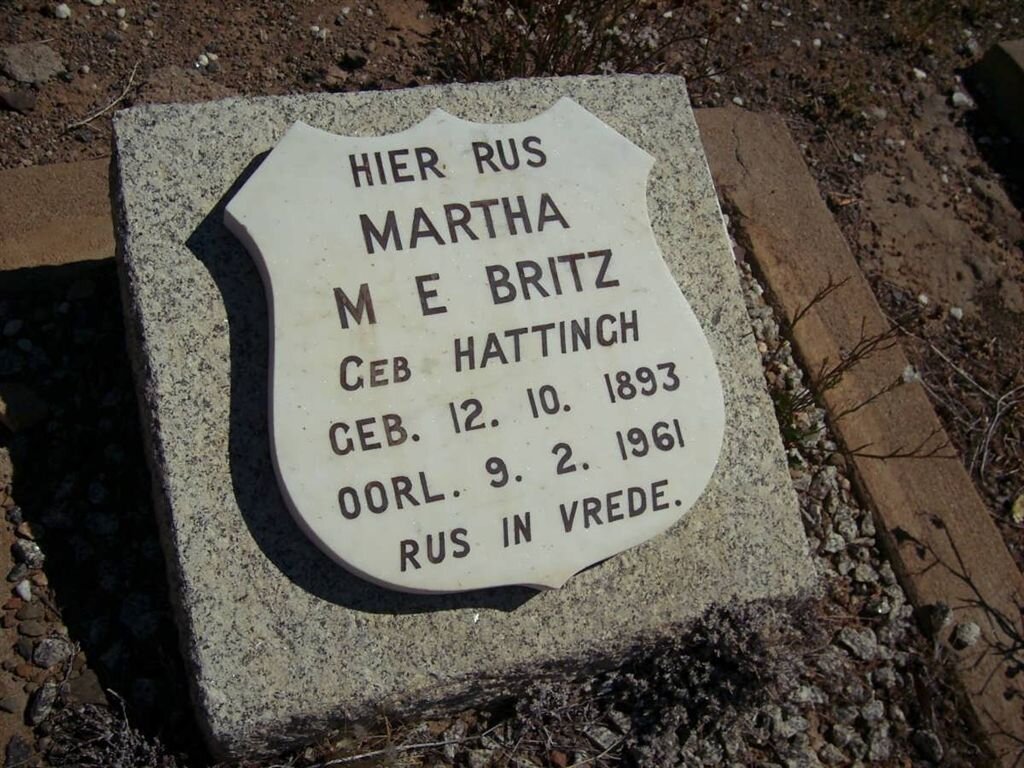 HIER RUS
MARTHA
M E BRITZ
GEB HATTINGH
GEB. 12. 10. 1893
OORL. 9. 2. 1961
RUS IN VREDE.